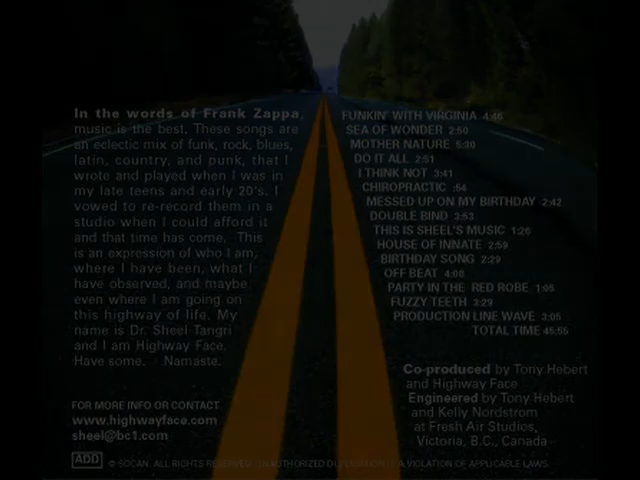 In the words of Frank Zappa,
music is the best. These songs are
an eclectic mix of funk, rock, blues,
latin, country, and punk, that I
wrote and played when I was in
my late teens and early 20's. I
vowed to re-record them in a
studio when I could afford it
and that time has come. This
is an expression of who I am,
where I have been, what I
have observed, and maybe
even where I am going on
this highway of life. My
name is Dr. Sheel Tangri
and I am Highway Face.
Have some. Namaste.
FOR MORE INFO OR CONTACT
www.highwayface.com
sheel@bc1.com
FUNKIN' WITH VIRGINIA 4:46
SEA OF WONDER 2:50
MOTHER NATURE 5:30
DO IT ALL 2:51
I THINK NOT 3:41
CHIROPRACTIC :54
MESSED UP ON MY BIRTHDAY 2:42
DOUBLE BIND 3:53
THIS IS SHEEL'S MUSIC 1:26
HOUSE OF INNATE 2:59
BIRTHDAY SONG 2:29
OFF BEAT 4:08
PARTY IN THE RED ROBE 1:05
FUZZY TEETH 3:29
PRODUCTION LINE WAVE 3:05
TOTAL TIME 45:55
Co-produced by Tony Hebert
and Highway Face
Engineered by Tony Hebert
and Kelly Nordstrom
at Fresh Air Studios,
Victoria, B.C., Canada
ADD © SOCAN. ALL RIGHTS RESERVED. UNAUTHORIZED DUPLICATION IS A VIOLATION OF APPLICABLE LAWS.